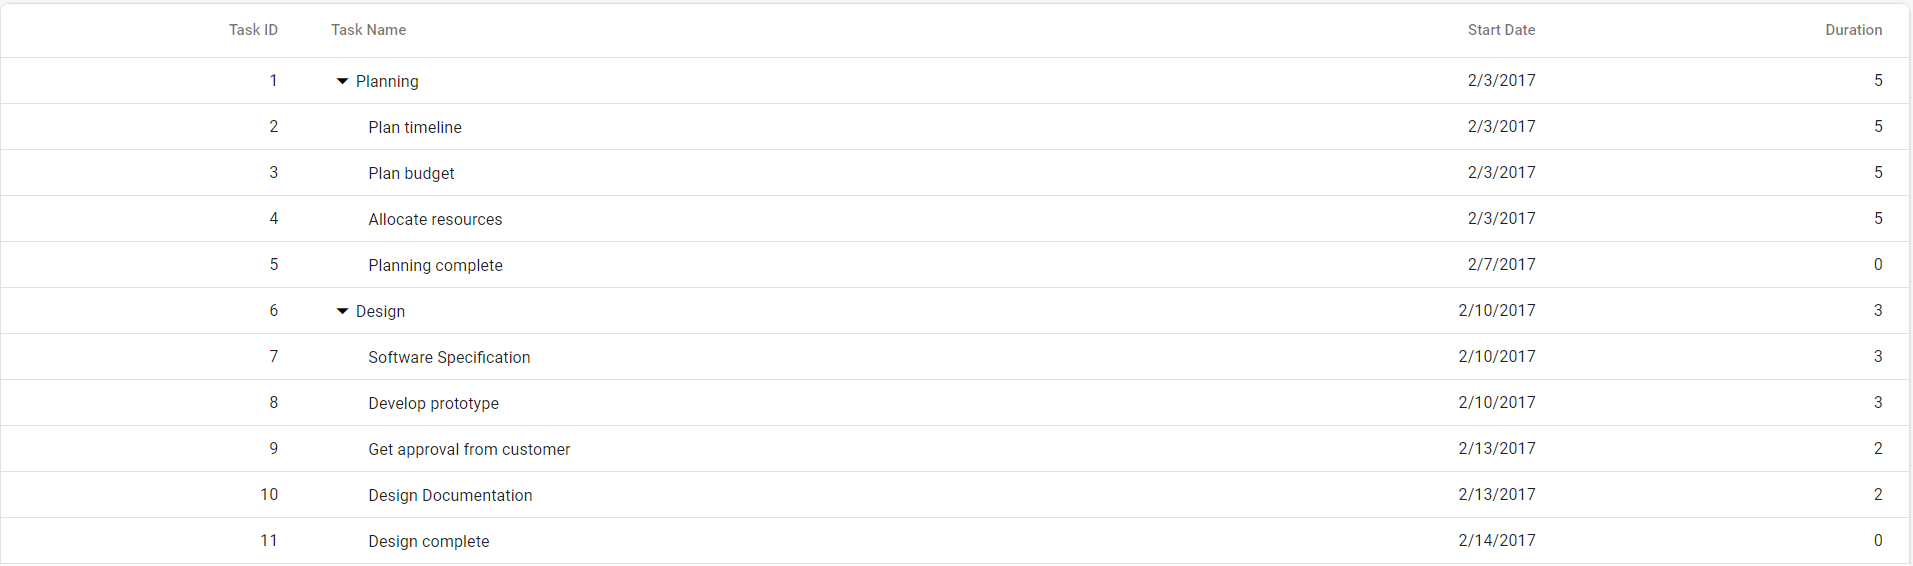 Task ID Task Name Start Date Duration
1 Planning 2/3/2017 5
2 Plan timeline 2/3/2017 5
3 Plan budget 2/3/2017 5
4 Allocate resources 2/3/2017 5
5 Planning complete 2/7/2017 0
6 Design 2/10/2017 3
7 Software Specification 2/10/2017 3
8 Develop prototype 2/10/2017 3
9 Get approval from customer 2/13/2017 2
10 Design Documentation 2/13/2017 2
11 Design complete 2/14/2017 0